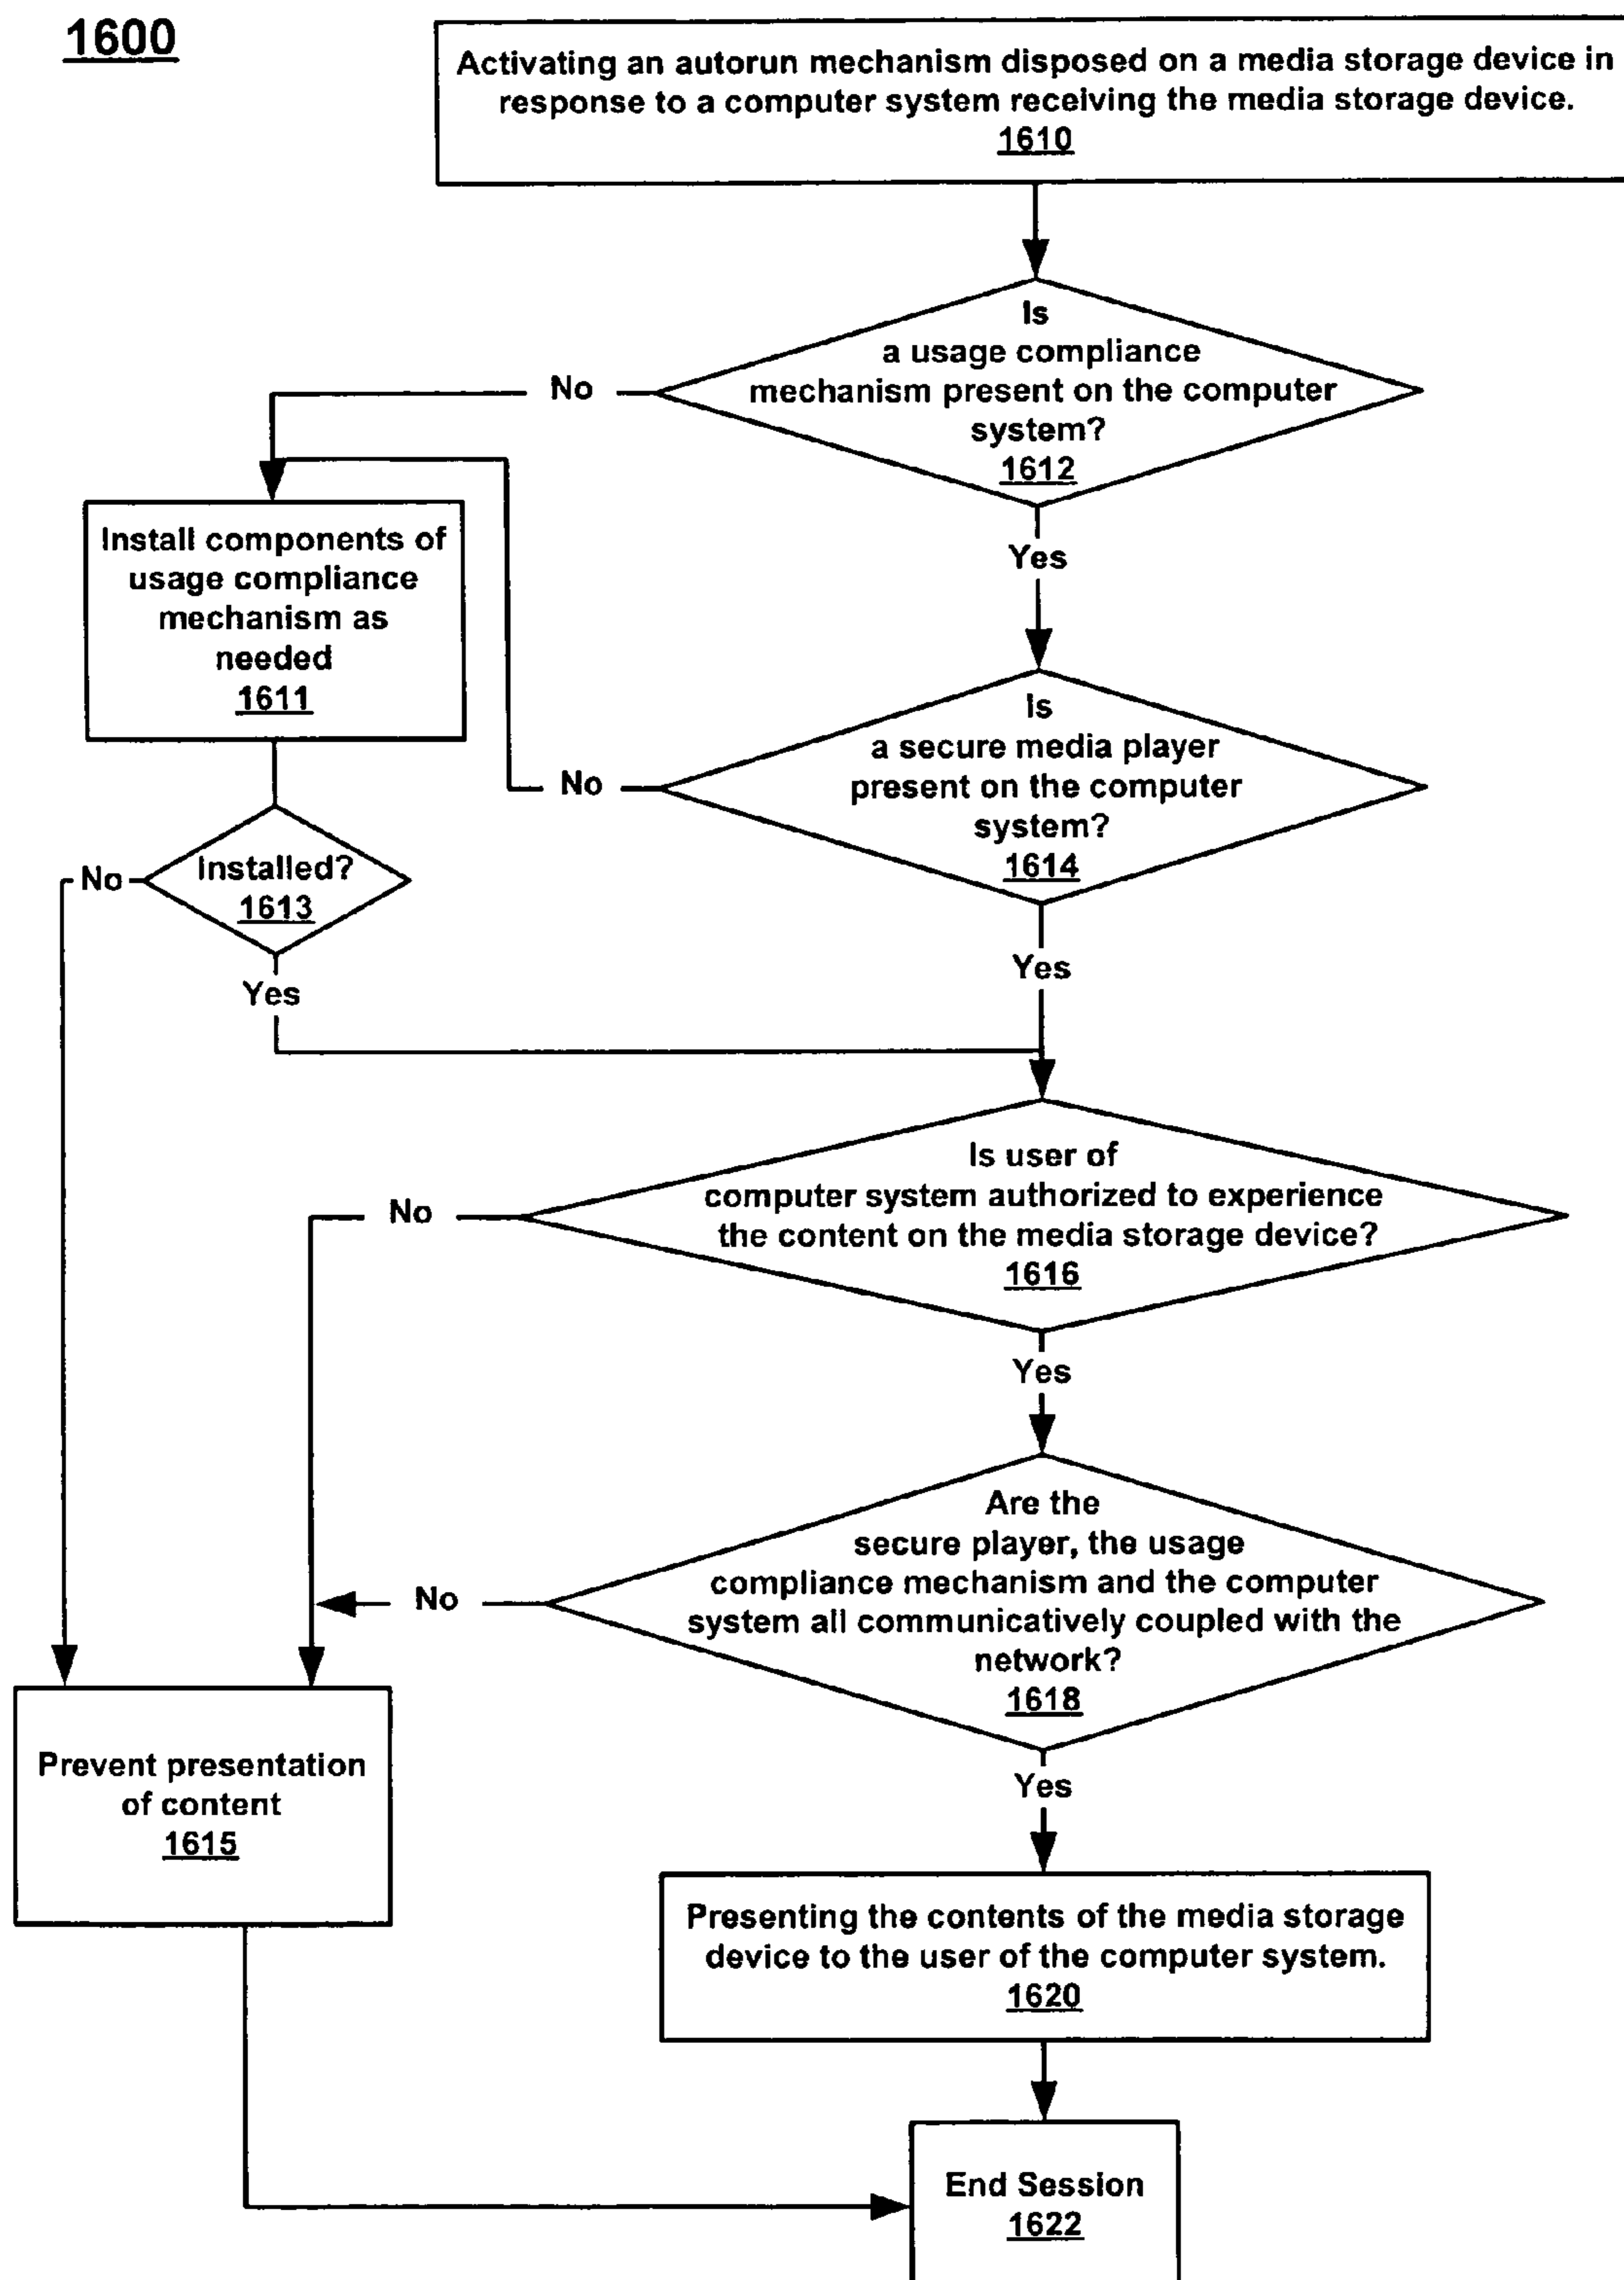 1600
Activating an autorun mechanism disposed on a media storage device in
response to a computer system receiving the media storage device.
1610
Is
a usage compliance
mechanism present on the computer
system?
1612
No
Yes
Install components of
usage compliance
mechanism as
needed
1611
Is
a secure media player
present on the computer
system?
1614
No
Yes
Installed?
1613
No
Yes
Is user of
computer system authorized to experience
the content on the media storage device?
1616
No
Yes
Are the
secure player, the usage
compliance mechanism and the computer
system all communicatively coupled with the
network?
1618
No
Yes
Prevent presentation
of content
1615
Presenting the contents of the media storage
device to the user of the computer system.
1620
End Session
1622